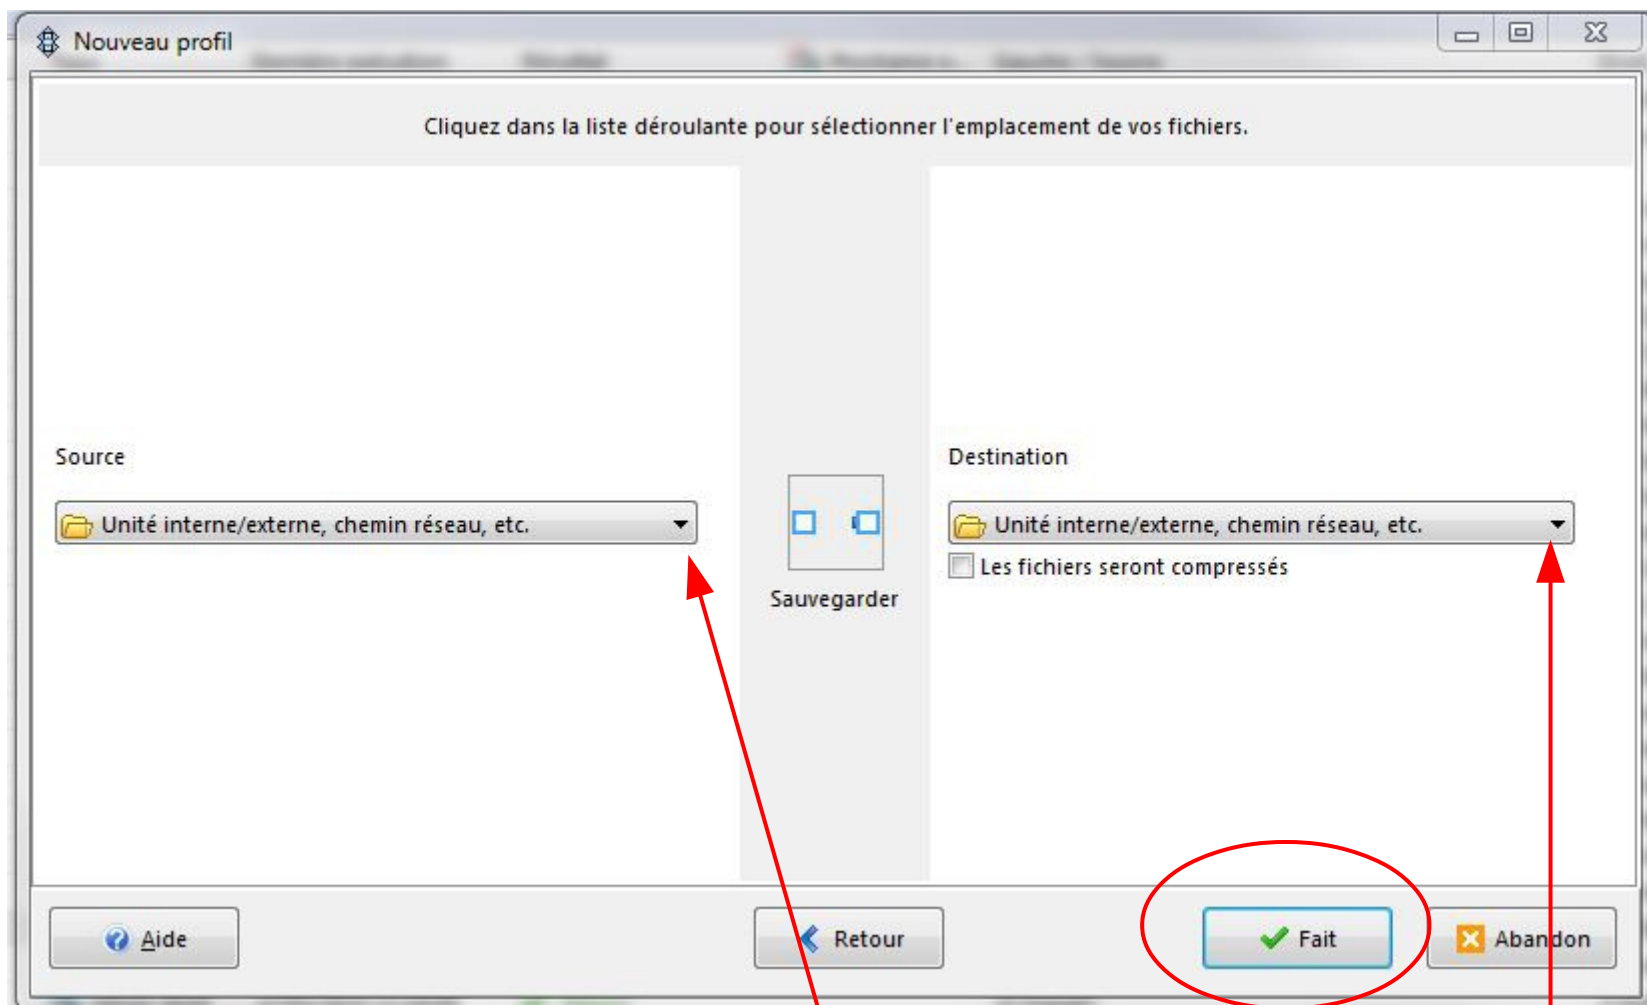 Nouveau profil
Cliquez dans la liste déroulante pour sélectionner l'emplacement de vos fichiers.
Source
Unité interne/externe, chemin réseau, etc.
Sauvegarder
Destination
Unité interne/externe, chemin réseau, etc.
Les fichiers seront compressés
Aide
Retour
Fait
Abandon